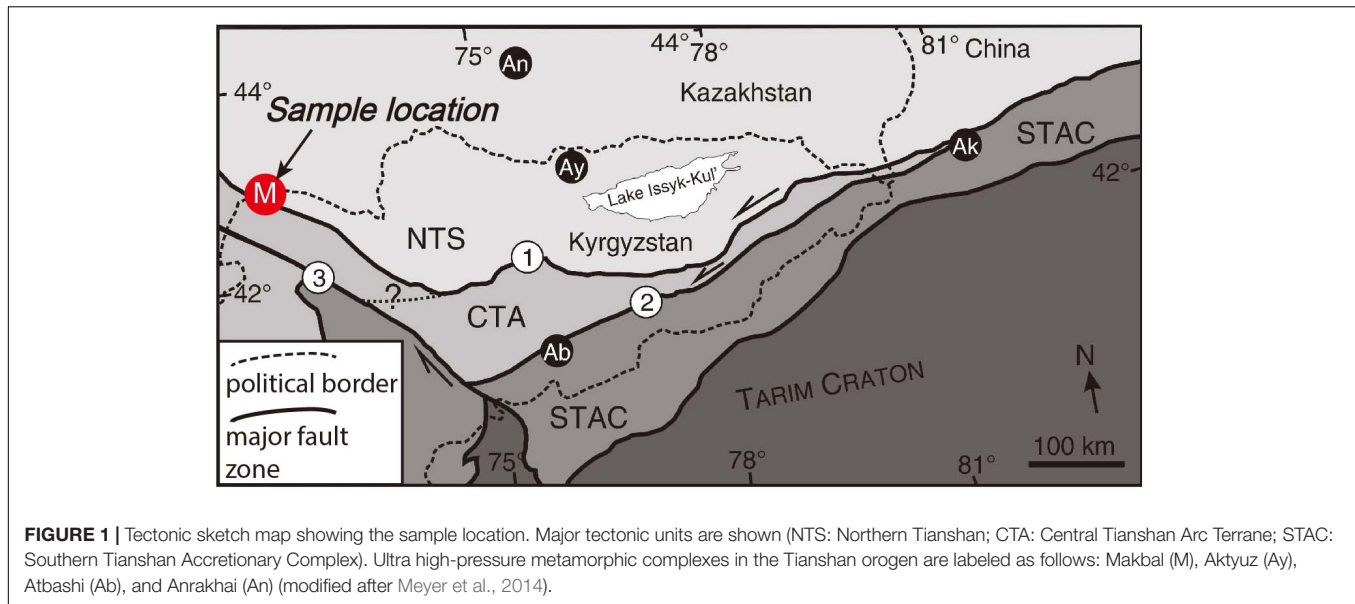 75°
44°
78°
81° China
An
44°
Kazakhstan
Sample location
STAC
Ak
Ay
42°
M
Lake Issyk-Kul'
NTS
Kyrgyzstan
1
3
42°
?
2
CTA
Ab
N
political border
TARIM CRATON
STAC
major fault
zone
75°
78°
81°
100 km
FIGURE 1 | Tectonic sketch map showing the sample location. Major tectonic units are shown (NTS: Northern Tianshan; CTA: Central Tianshan Arc Terrane; STAC:
Southern Tianshan Accretionary Complex). Ultra high-pressure metamorphic complexes in the Tianshan orogen are labeled as follows: Makbal (M), Aktyuz (Ay),
Atbashi (Ab), and Anrakhai (An) (modified after Meyer et al., 2014).